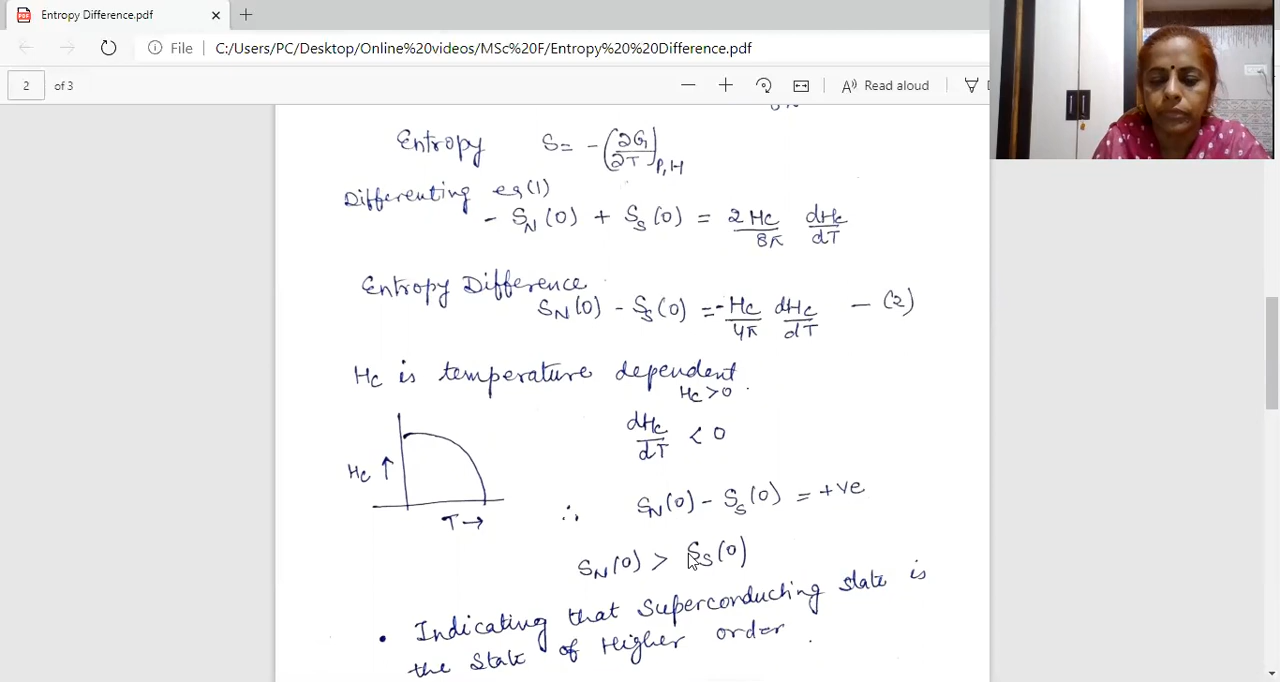 Entropy Difference.pdf
File C:/Users/PC/Desktop/Online%20videos/MSc%20F/Entropy%20%20Difference.pdf
2 of 3 Read aloud
Entropy S = - (∂G/∂T)P,H
Differenting eq(1)
- SN(0) + SS(0) = 2Hc/8π dHc/dT
Entropy Difference
SN(0) - SS(0) = - Hc/4π dHc/dT — (2)
Hc is temperature dependent
Hc > 0
dHc/dT < 0
Hc ↑
T →
∴ SN(0) - SS(0) = +ve
SN(0) > SS(0)
• Indicating that Superconducting State is
the State of Higher order.